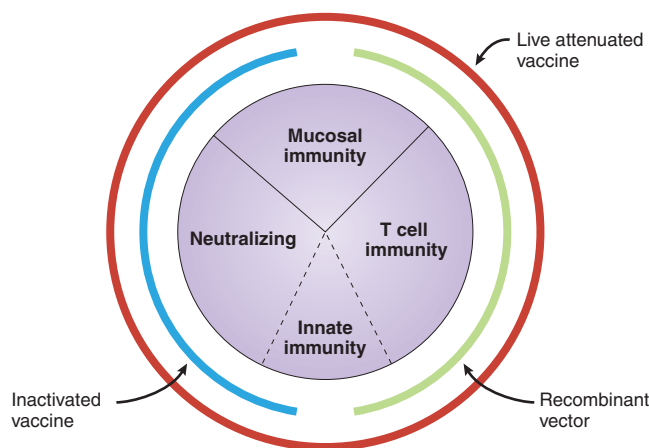 Live attenuated
vaccine
Mucosal
immunity
Neutralizing
T cell
immunity
Innate
immunity
Inactivated
vaccine
Recombinant
vector